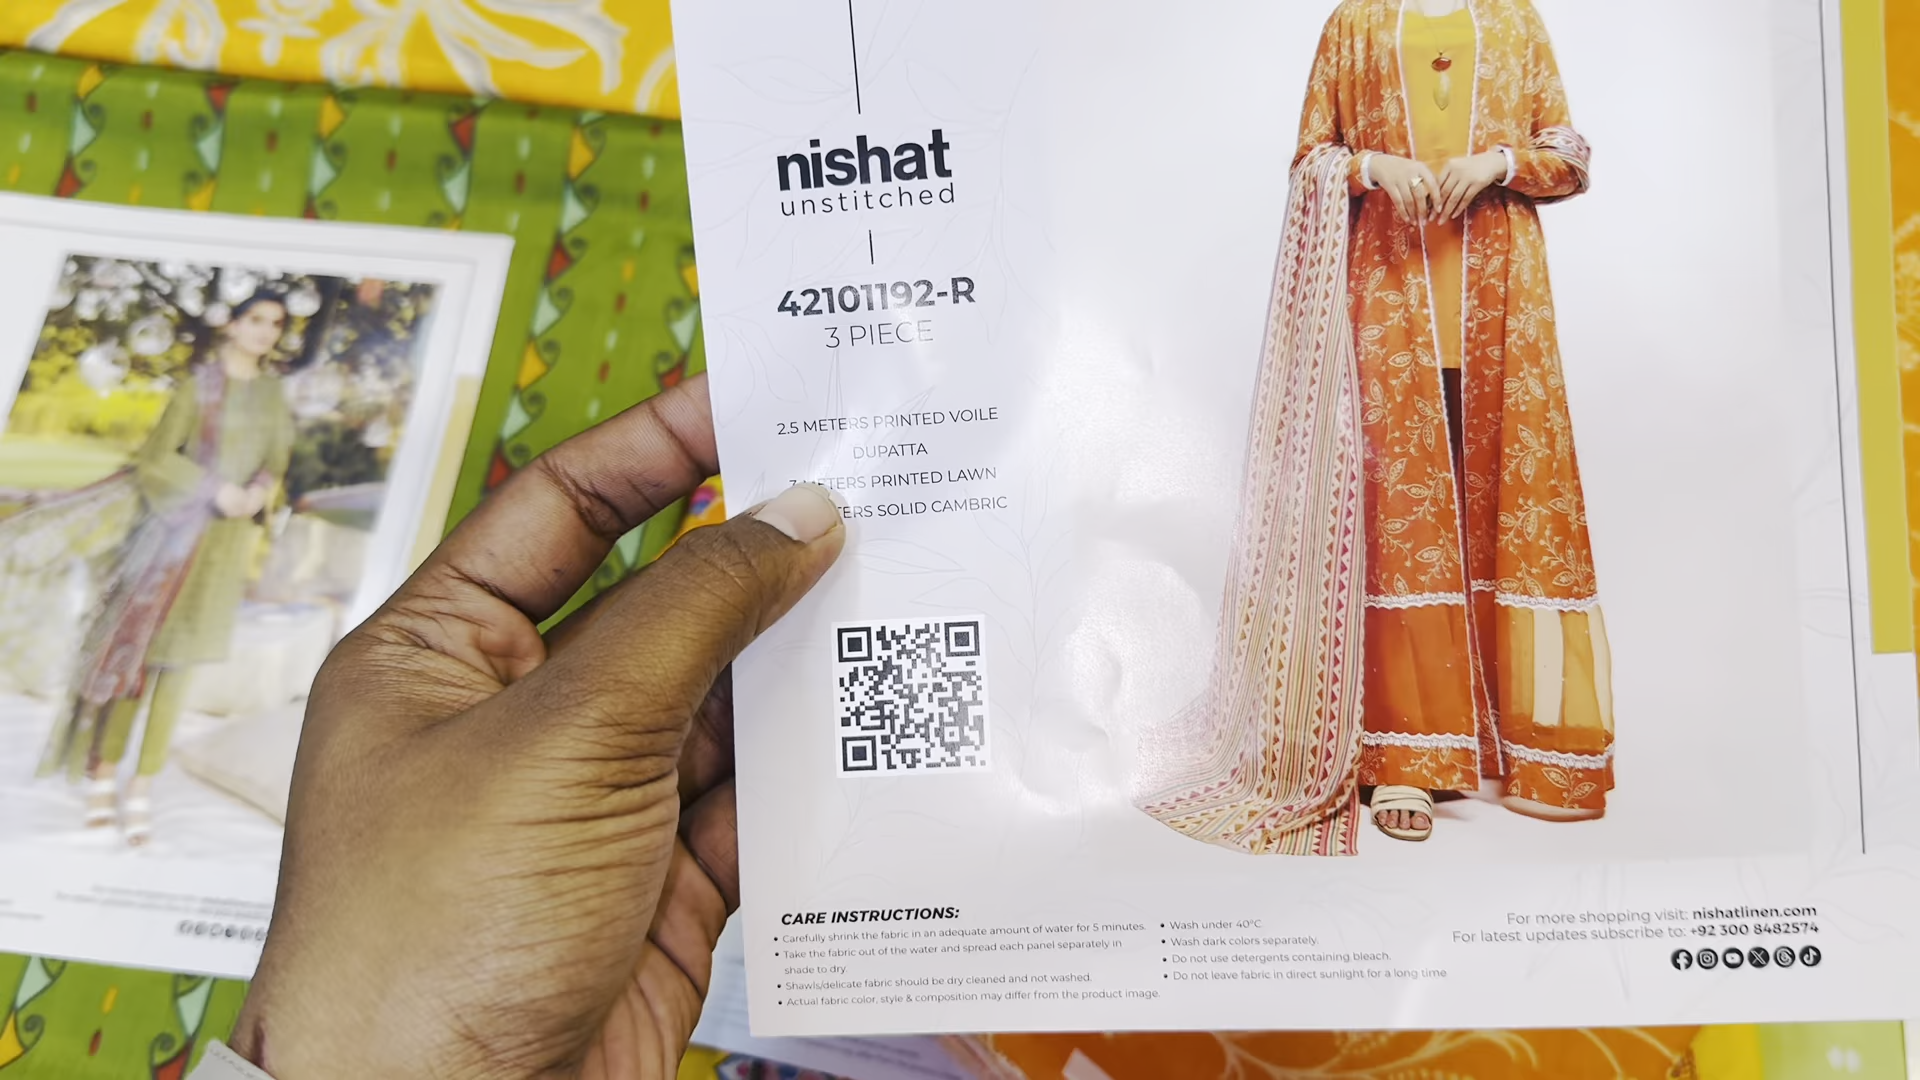 nishat
unstitched
42101192-R
3 PIECE
2.5 METERS PRINTED VOILE
DUPATTA
METERS PRINTED LAWN
SOLID CAMBRIC
CARE INSTRUCTIONS:
• Carefully shrink the fabric in an adequate amount of water for 5 minutes.
• Take the fabric out of the water and spread each panel separately in
shade to dry.
• Shawls/delicate fabric should be dry cleaned and not washed.
• Actual fabric color, style & composition may differ from the product image.
• Wash under 40°C
• Wash dark colors separately.
• Do not use detergents containing bleach.
• Do not leave fabric in direct sunlight for a long time
For more shopping visit: nishatlinen.com
For latest updates subscribe to: +92 300 8482574